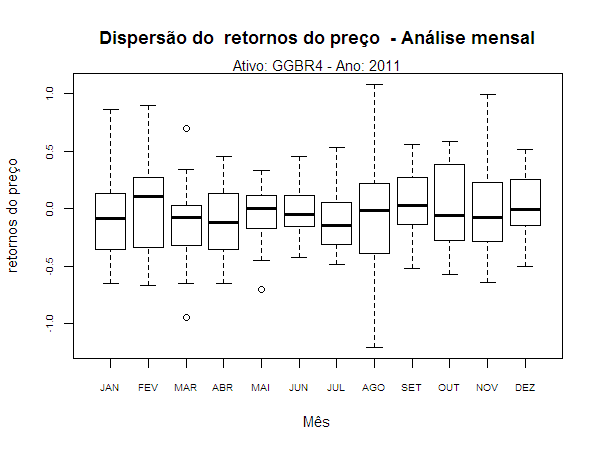 Dispersão do  retornos do preço  - Análise mensal
Ativo: GGBR4 - Ano: 2011
1.0
0.5
0.0
-0.5
-1.0
retornos do preço
JAN FEV MAR ABR MAI JUN JUL AGO SET OUT NOV DEZ
Mês